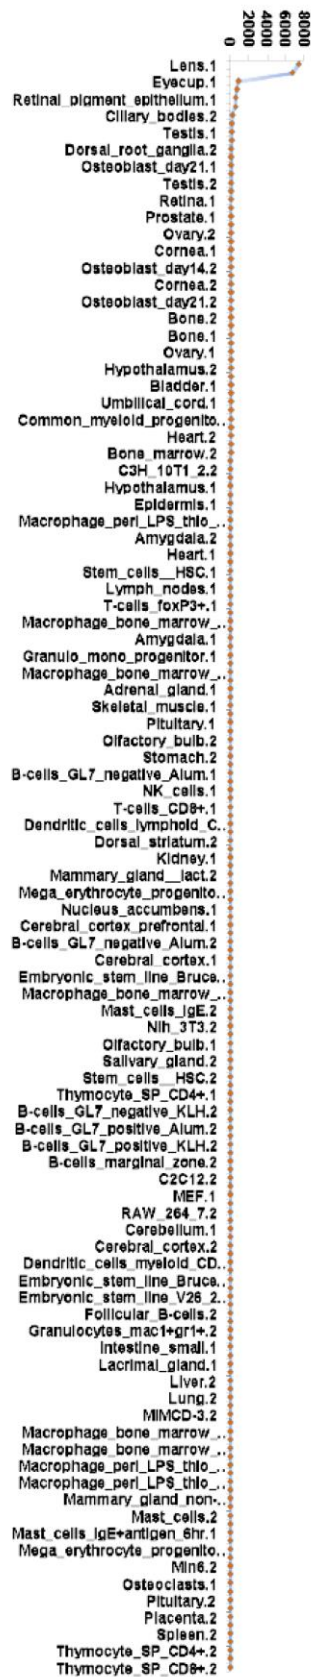 0
2000
4000
6000
8000
Lens.1
Eyecup.1
Retinal_pigment_epithelium.1
Ciliary_bodies.2
Testis.1
Dorsal_root_ganglia.2
Osteoblast_day21.1
Testis.2
Retina.1
Prostate.1
Ovary.2
Cornea.1
Osteoblast_day14.2
Cornea.2
Osteoblast_day21.2
Bone.2
Bone.1
Ovary.1
Hypothalamus.2
Bladder.1
Umbilical_cord.1
Common_myeloid_progenito..
Heart.2
Bone_marrow.2
C3H_10T1_2.2
Hypothalamus.1
Epidermis.1
Macrophage_peri_LPS_thio_..
Amygdala.2
Heart.1
Stem_cells__HSC.1
Lymph_nodes.1
T-cells_foxP3+.1
Macrophage_bone_marrow_..
Amygdala.1
Granulo_mono_progenitor.1
Macrophage_bone_marrow_..
Adrenal_gland.1
Skeletal_muscle.1
Pituitary.1
Olfactory_bulb.2
Stomach.2
B-cells_GL7_negative_Alum.1
NK_cells.1
T-cells_CD8+.1
Dendritic_cells_lymphoid_C..
Dorsal_striatum.2
Kidney.1
Mammary_gland__lact.2
Mega_erythrocyte_progenito..
Nucleus_accumbens.1
Cerebral_cortex_prefrontal.1
B-cells_GL7_negative_Alum.2
Cerebral_cortex.1
Embryonic_stem_line_Bruce..
Macrophage_bone_marrow_..
Mast_cells_IgE.2
Nih_3T3.2
Olfactory_bulb.1
Salivary_gland.2
Stem_cells__HSC.2
Thymocyte_SP_CD4+.1
B-cells_GL7_negative_KLH.2
B-cells_GL7_positive_Alum.2
B-cells_GL7_positive_KLH.2
B-cells_marginal_zone.2
C2C12.2
MEF.1
RAW_264_7.2
Cerebellum.1
Cerebral_cortex.2
Dendritic_cells_myeloid_CD..
Embryonic_stem_line_Bruce..
Embryonic_stem_line_V26_2..
Follicular_B-cells.2
Granulocytes_mac1+gr1+.2
Intestine_small.1
Lacrimal_gland.1
Liver.2
Lung.2
MIMCD-3.2
Macrophage_bone_marrow_..
Macrophage_bone_marrow_..
Macrophage_peri_LPS_thio_..
Macrophage_peri_LPS_thio_..
Mammary_gland_non-..
Mast_cells.2
Mast_cells_IgE+antigen_6hr.1
Mega_erythrocyte_progenito..
Min6.2
Osteoclasts.1
Pituitary.2
Placenta.2
Spleen.2
Thymocyte_SP_CD4+.2
Thymocyte_SP_CD8+.2